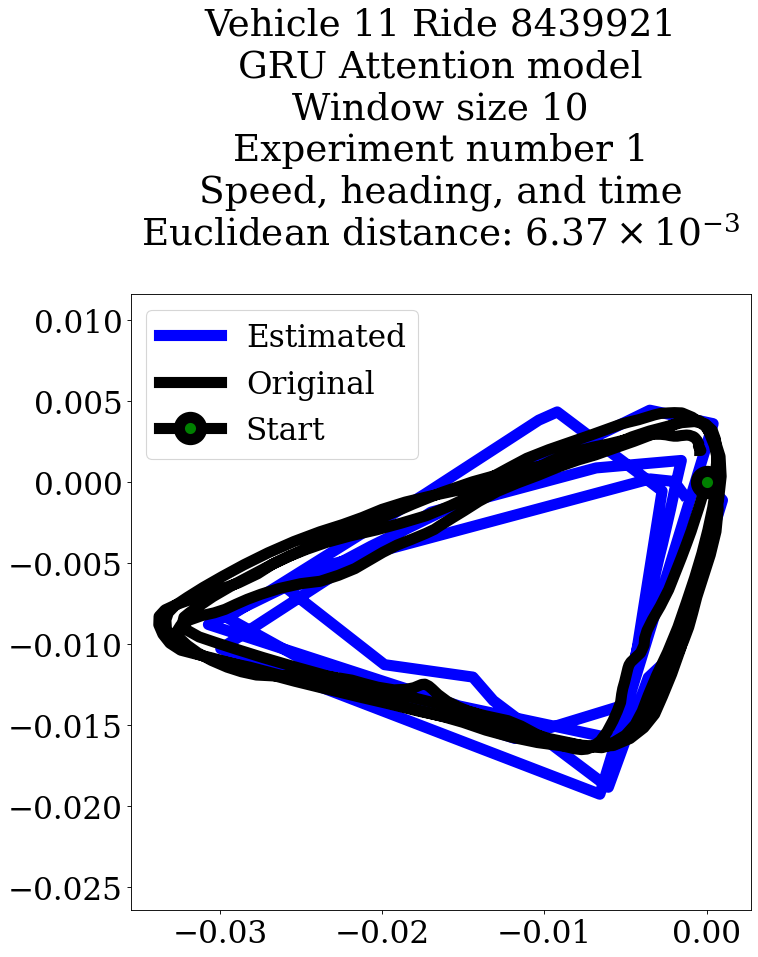 Vehicle 11 Ride 8439921
GRU Attention model
Window size 10
Experiment number 1
Speed, heading, and time
Euclidean distance: 6.37 × 10⁻³
Estimated
Original
Start
0.010
0.005
0.000
−0.005
−0.010
−0.015
−0.020
−0.025
−0.03 −0.02 −0.01 0.00